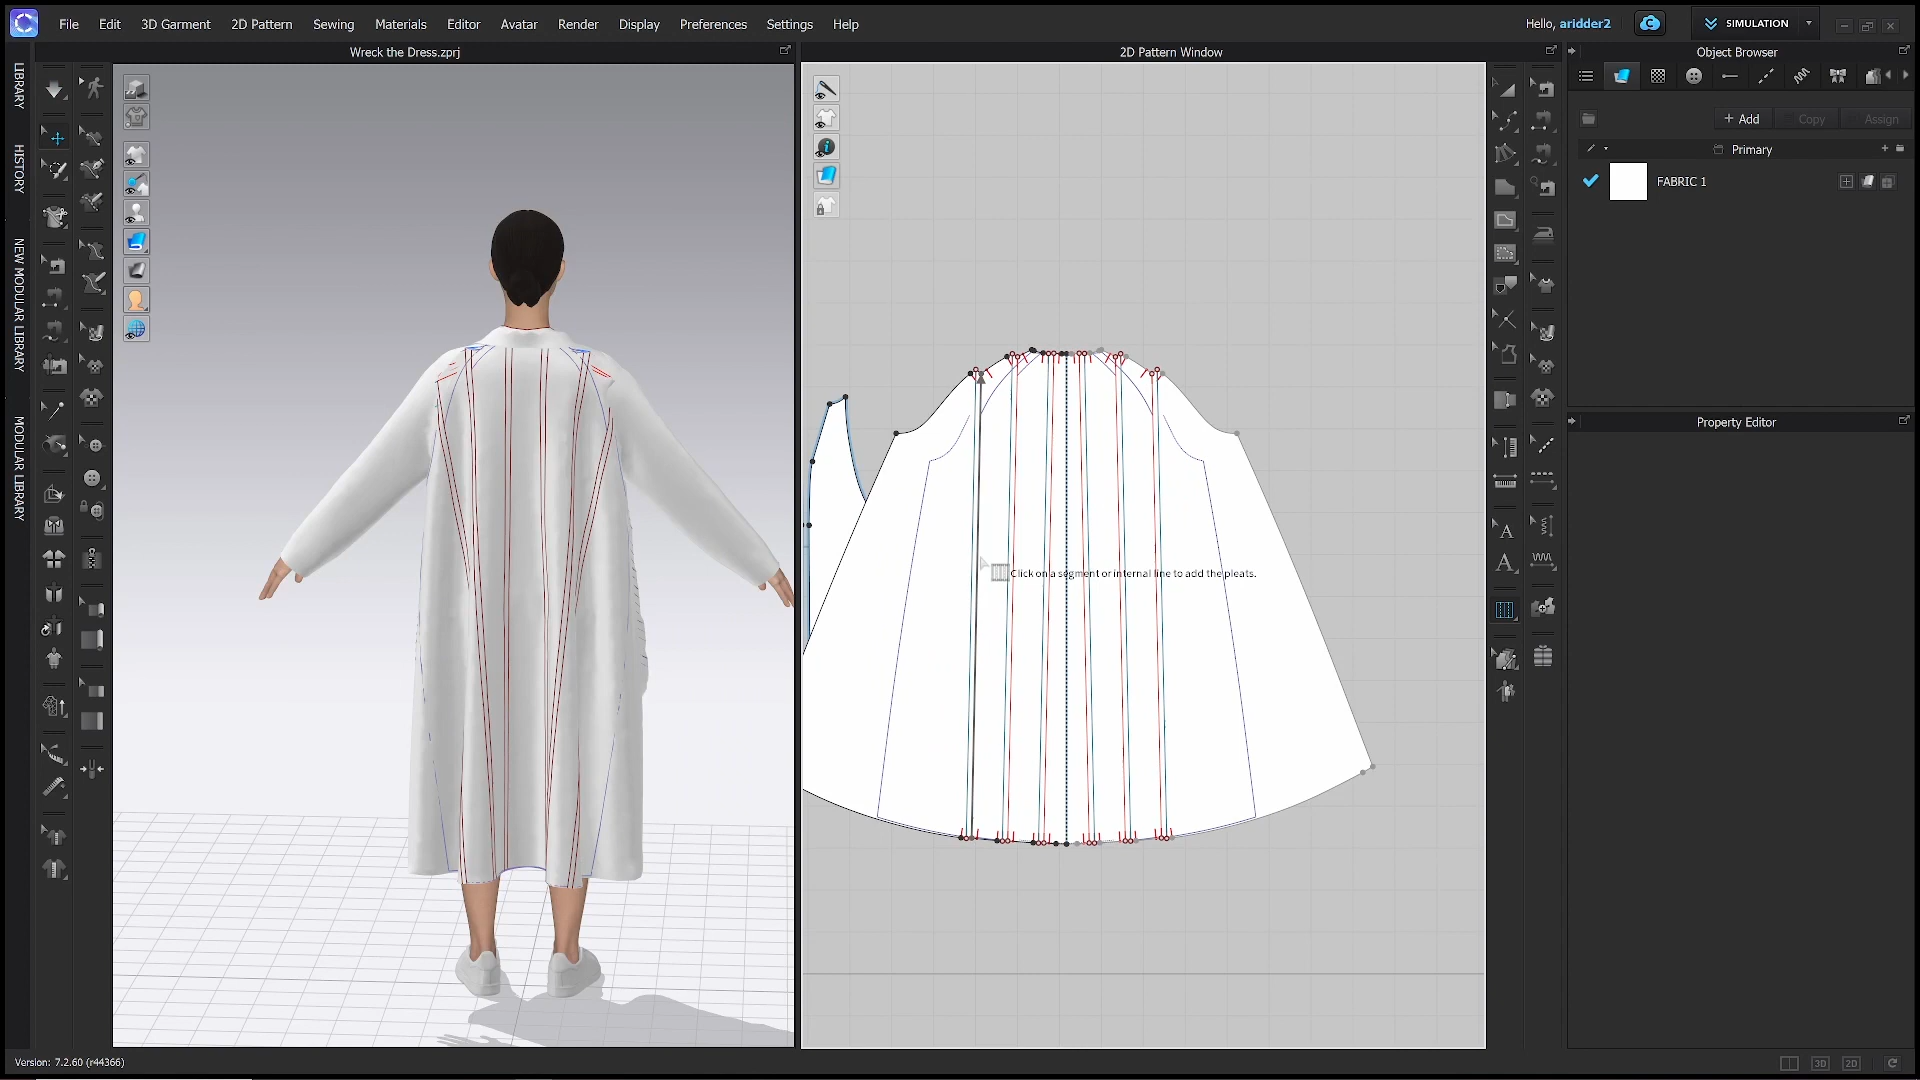 File Edit 3D Garment 2D Pattern Sewing Materials Editor Avatar Render Display Preferences Settings Help
Hello, aridder2
SIMULATION
Wreck the Dress.zprj
2D Pattern Window
Object Browser
LIBRARY
HISTORY
NEW MODULAR LIBRARY
MODULAR LIBRARY
+ Add Copy Assign
Primary
FABRIC 1
Property Editor
A
A
Click on a segment or internal line to add the pleats.
Version: 7.2.60 (r44366)
3D 2D